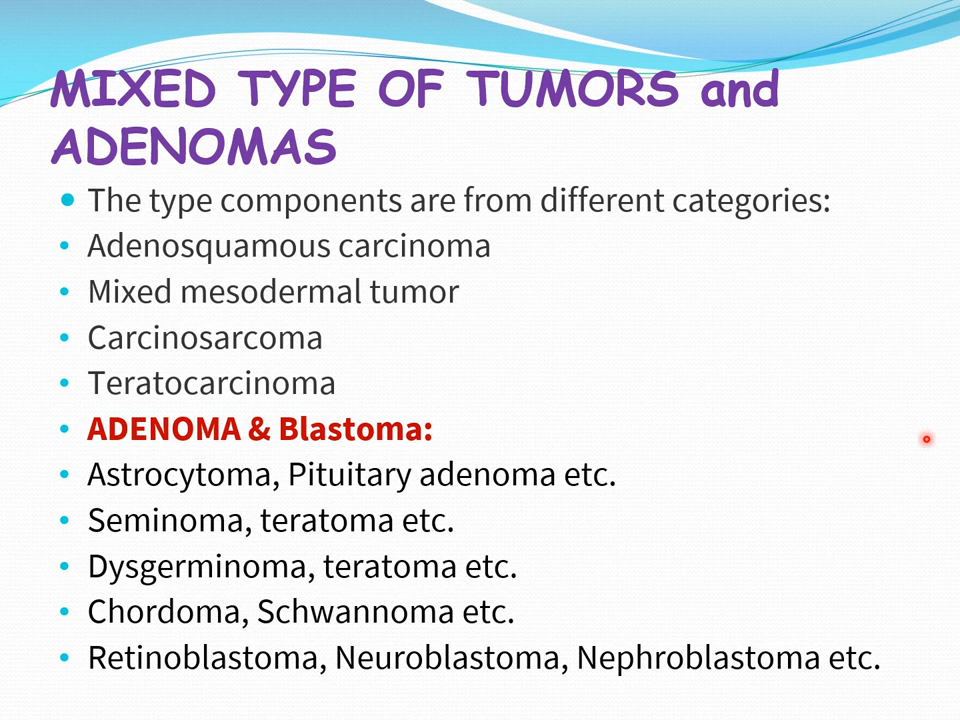 MIXED TYPE OF TUMORS and
ADENOMAS
The type components are from different categories:
Adenosquamous carcinoma
Mixed mesodermal tumor
Carcinosarcoma
Teratocarcinoma
ADENOMA & Blastoma:
Astrocytoma, Pituitary adenoma etc.
Seminoma, teratoma etc.
Dysgerminoma, teratoma etc.
Chordoma, Schwannoma etc.
Retinoblastoma, Neuroblastoma, Nephroblastoma etc.